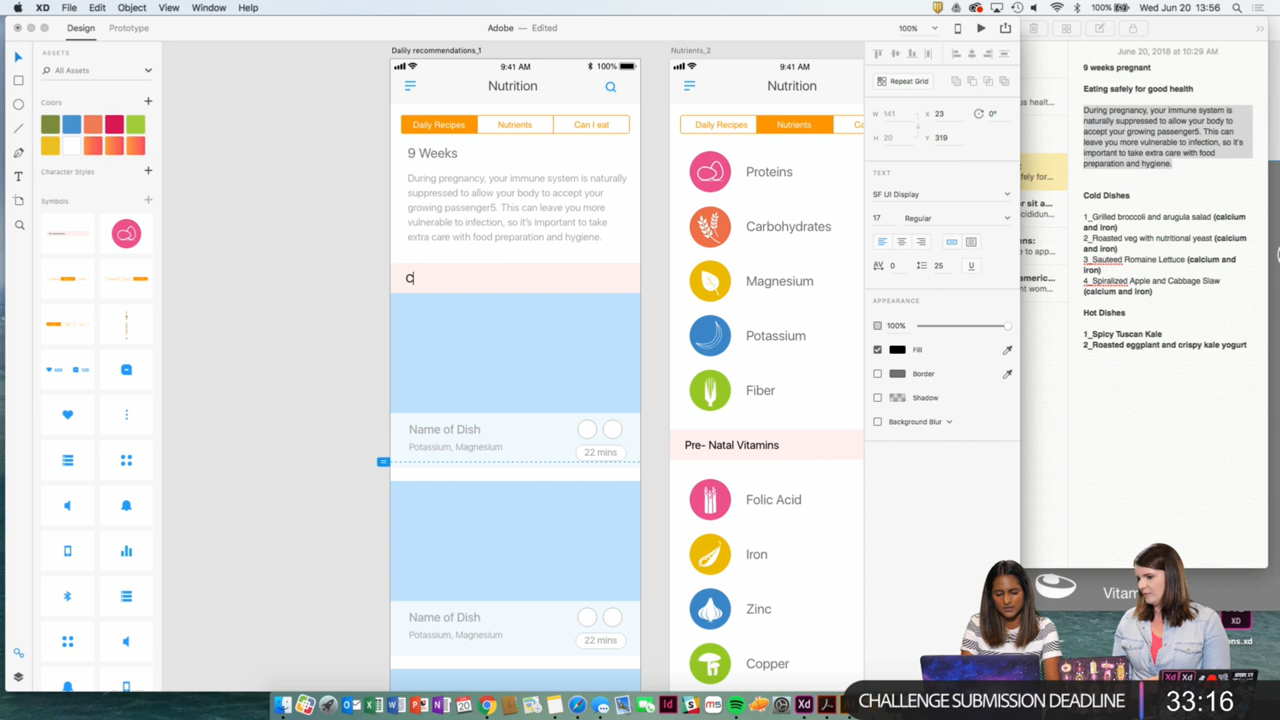 XD File Edit Object View Window Help
100% Wed Jun 20 13:56
Design Prototype
Adobe — Edited
100%
ASSETS
All Assets
Colors
Character Styles
Symbols
Daily recommendations_1
100%
9:41 AM
Nutrition
Daily Recipes Nutrients Can I eat
9 Weeks
During pregnancy, your immune system is naturally
suppressed to allow your body to accept your
growing passenger5. This can leave you more
vulnerable to infection, so it's important to take
extra care with food preparation and hygiene.
C
Name of Dish
Potassium, Magnesium
22 mins
Name of Dish
Potassium, Magnesium
22 mins
Nutrients_2
9:41 AM
Nutrition
Daily Recipes Nutrients Ca
Proteins
Carbohydrates
Magnesium
Potassium
Fiber
Pre- Natal Vitamins
Folic Acid
Iron
Zinc
Copper
Repeat Grid
W 141 X 23 0°
H 20 Y 319
TEXT
SF UI Display
17 Regular
0 25
APPEARANCE
100%
Fill
Border
Shadow
Background Blur
June 20, 2018 at 10:29 AM
9 weeks pregnant
Eating safely for good health
During pregnancy, your immune system is
naturally suppressed to allow your body to
accept your growing passenger5. This can
leave you more vulnerable to infection, so it's
important to take extra care with food
preparation and hygiene.
Cold Dishes
1_Grilled broccoli and arugula salad (calcium
and iron)
2_Roasted veg with nutritional yeast (calcium
and iron)
3_Sauteed Romaine Lettuce (calcium and
iron)
4_Spiralized Apple and Cabbage Slaw
(calcium and iron)
Hot Dishes
1_Spicy Tuscan Kale
2_Roasted eggplant and crispy kale yogurt
CHALLENGE SUBMISSION DEADLINE 33:16